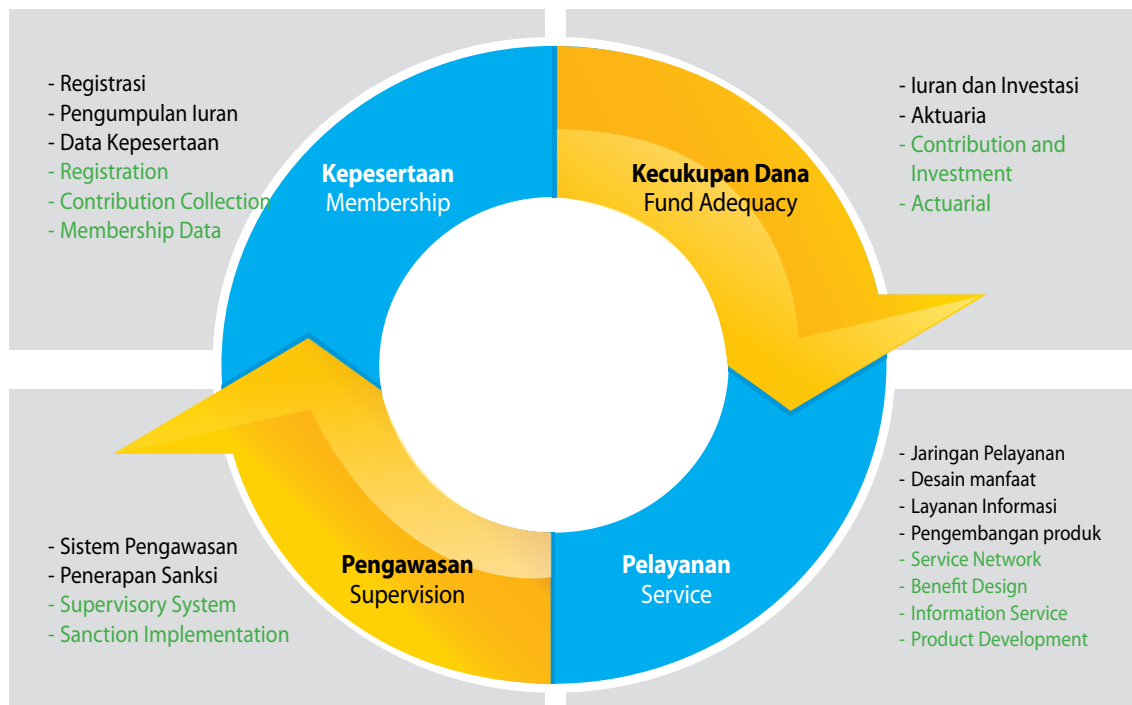 - Registrasi
- Pengumpulan Iuran
- Data Kepesertaan
- Registration
- Contribution Collection
- Membership Data
Kepesertaan
Membership
Kecukupan Dana
Fund Adequacy
- Iuran dan Investasi
- Aktuaria
- Contribution and
Investment
- Actuarial
- Sistem Pengawasan
- Penerapan Sanksi
- Supervisory System
- Sanction Implementation
Pengawasan
Supervision
Pelayanan
Service
- Jaringan Pelayanan
- Desain manfaat
- Layanan Informasi
- Pengembangan produk
- Service Network
- Benefit Design
- Information Service
- Product Development